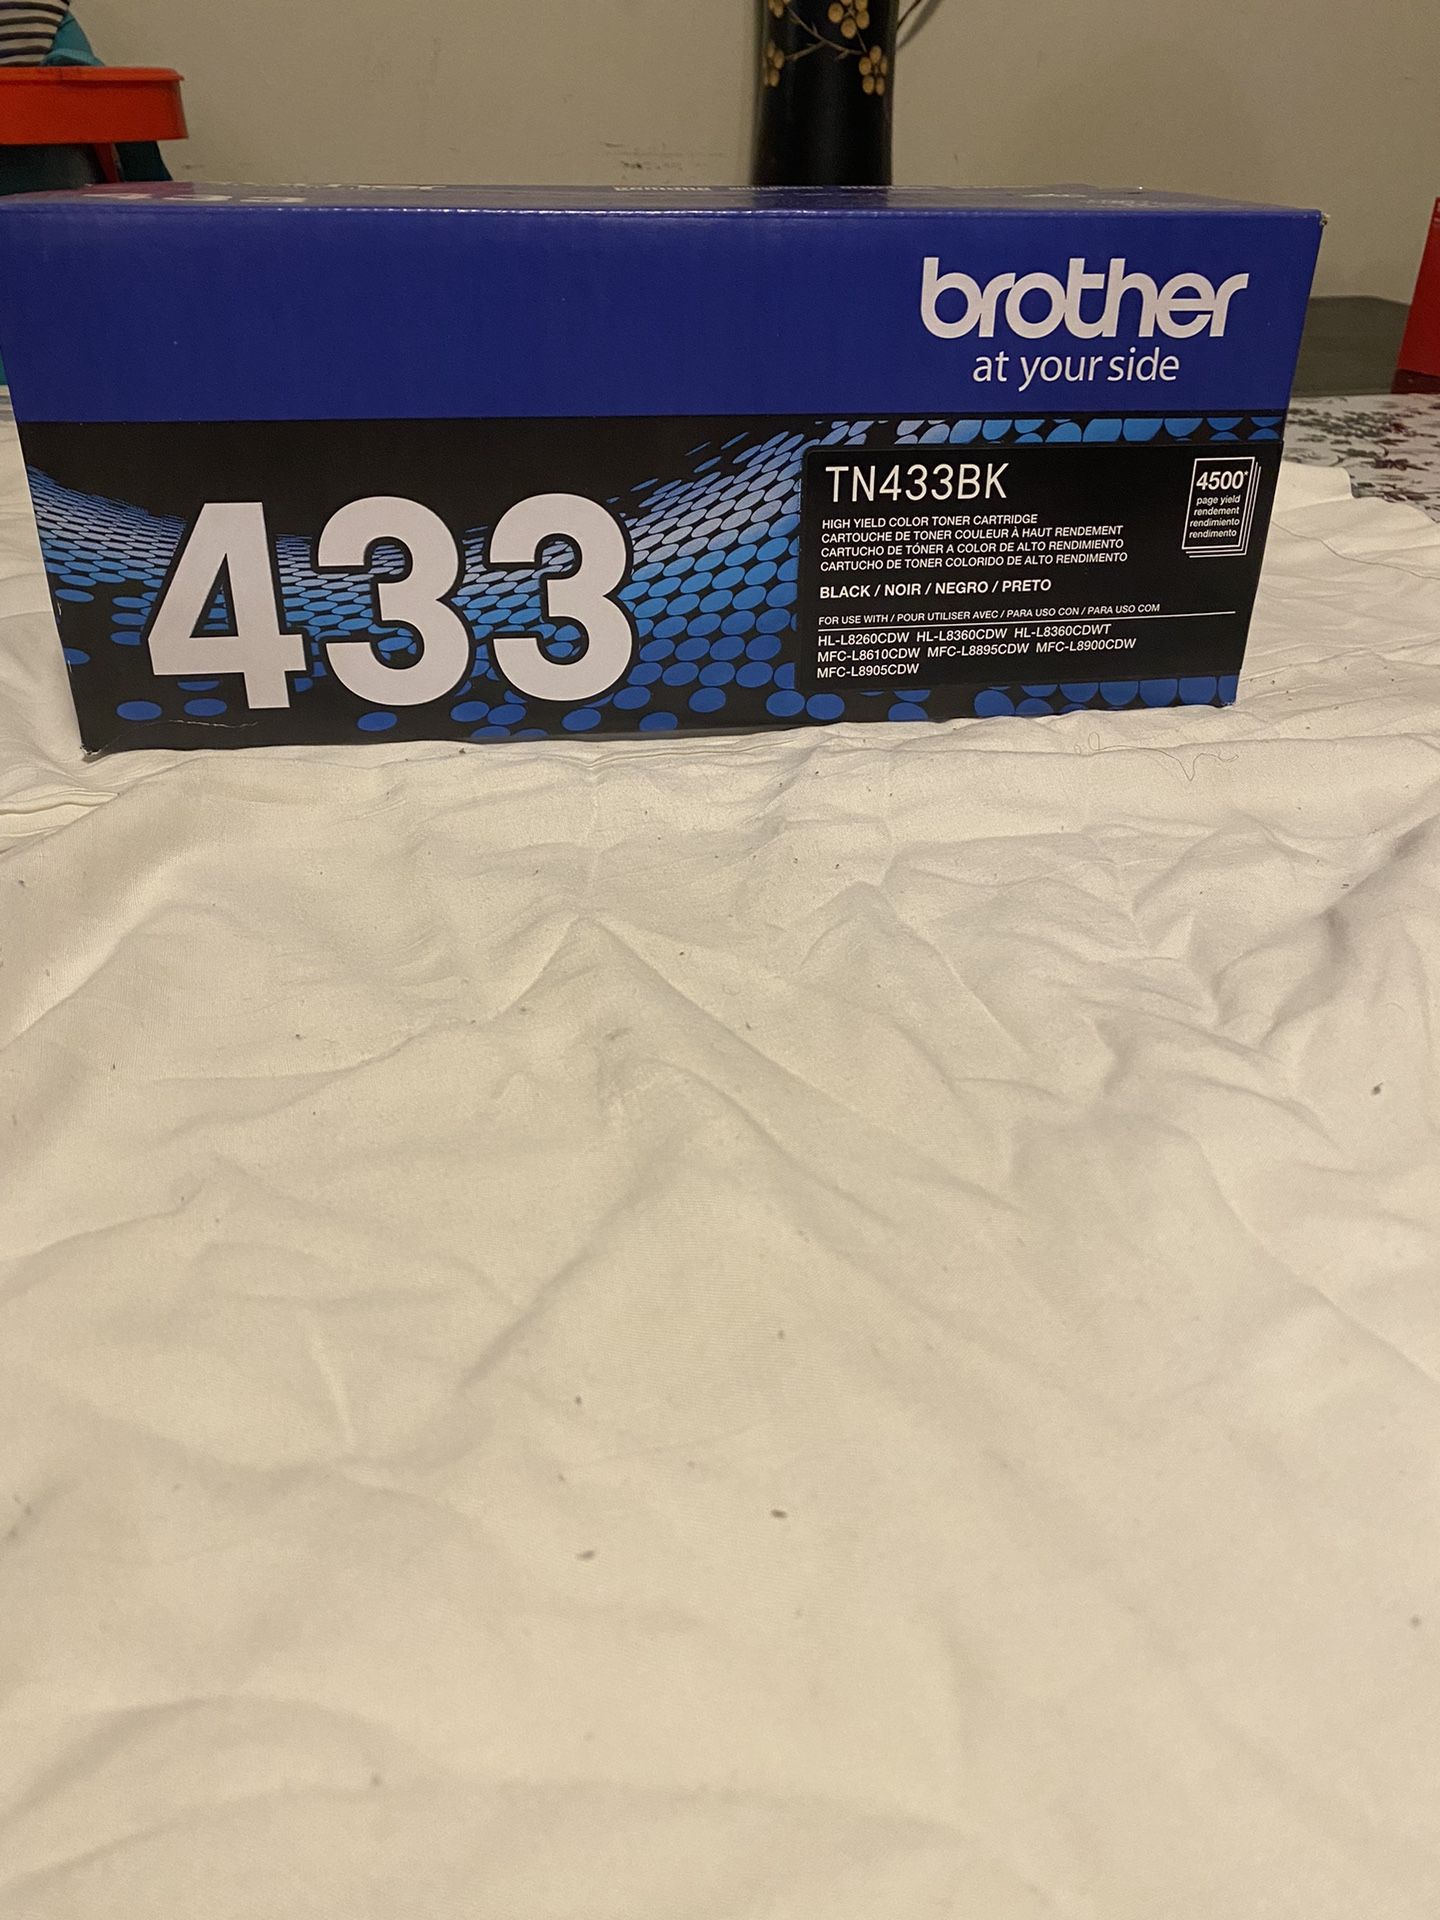 brother
at your side
433
TN433BK
HIGH YIELD COLOR TONER CARTRIDGE
CARTOUCHE DE TONER COULEUR À HAUT RENDEMENT
CARTUCHO DE TÓNER A COLOR DE ALTO RENDIMIENTO
CARTUCHO DE TONER COLORIDO DE ALTO RENDIMENTO
BLACK / NOIR / NEGRO / PRETO
FOR USE WITH / POUR UTILISER AVEC / PARA USO CON / PARA USO COM
HL-L8260CDW HL-L8360CDW HL-L8360CDWT
MFC-L8610CDW MFC-L8895CDW MFC-L8900CDW
MFC-L8905CDW
4500*
page yield
rendement
rendimiento
rendimento